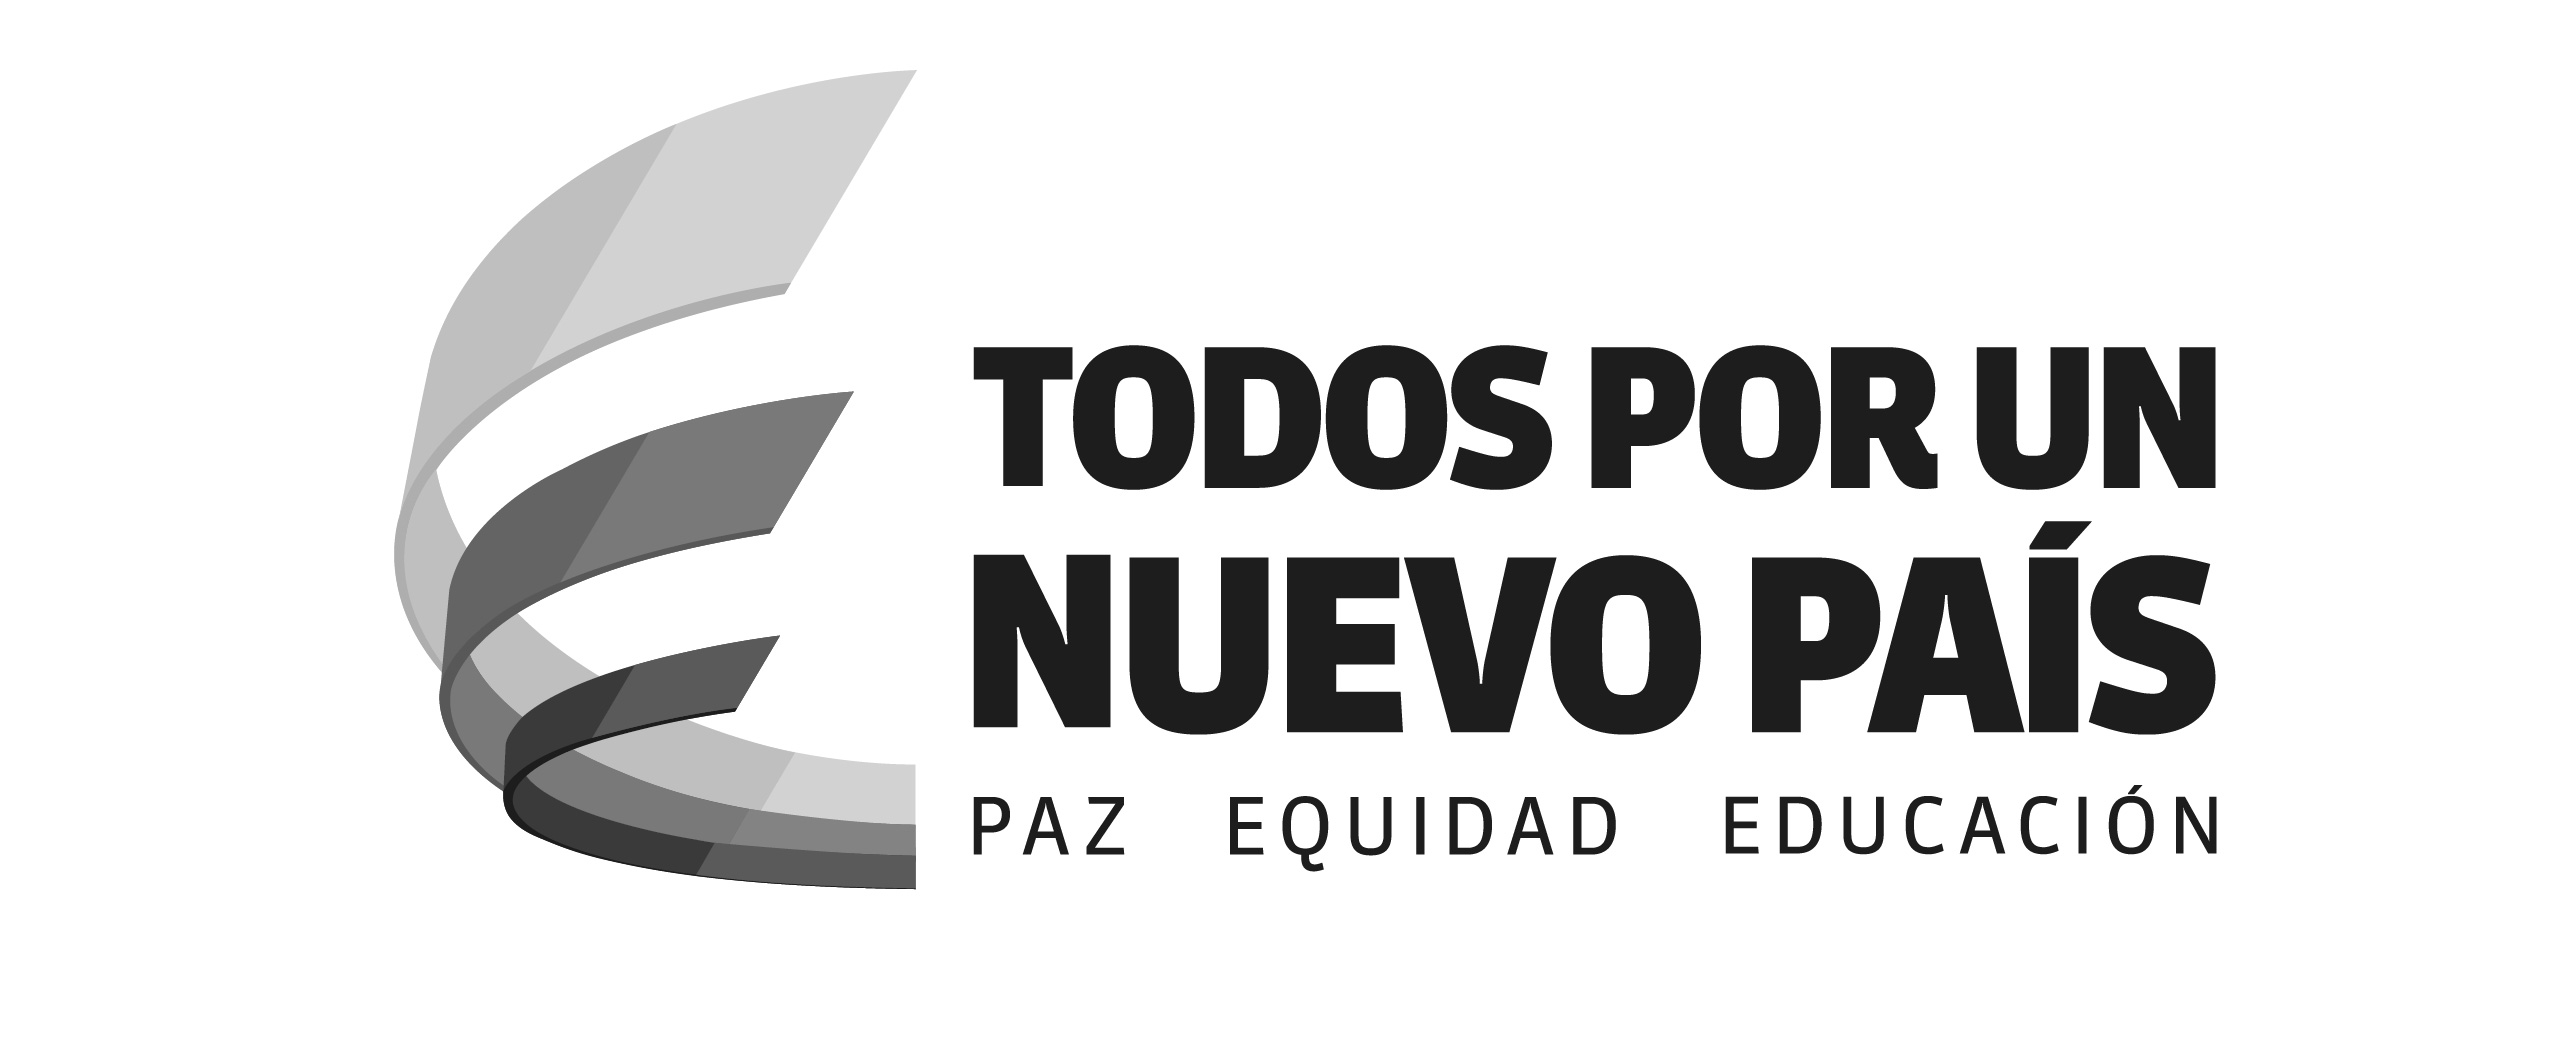 TODOS POR UN
NUEVO PAÍS
PAZ EQUIDAD EDUCACIÓN